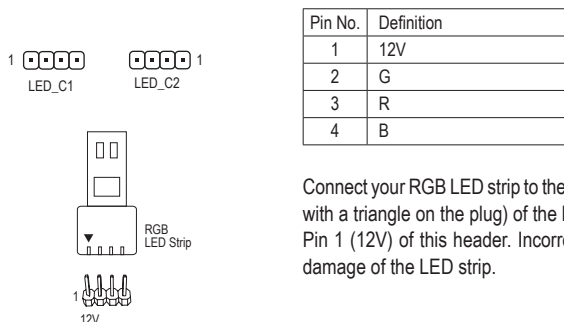 1
LED_C1
1
LED_C2
RGB
LED Strip
1
12V
Pin No. Definition
1 12V
2 G
3 R
4 B
Connect your RGB LED strip to the
with a triangle on the plug) of the
Pin 1 (12V) of this header.
damage of the LED strip.